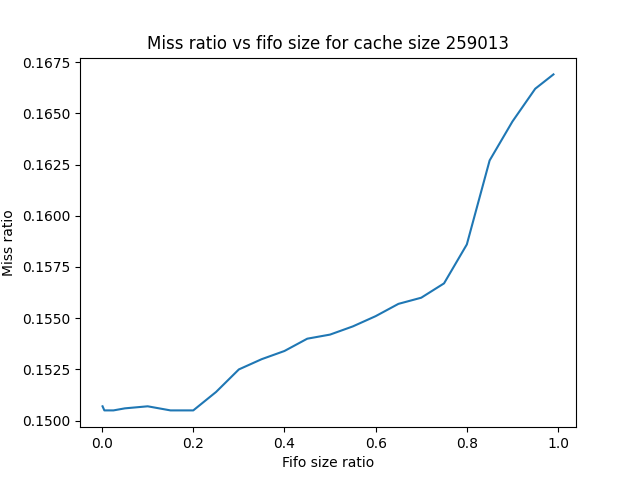 Miss ratio vs fifo size for cache size 259013
0.1675
0.1650
0.1625
0.1600
0.1575
0.1550
0.1525
0.1500
Miss ratio
0.0 0.2 0.4 0.6 0.8 1.0
Fifo size ratio